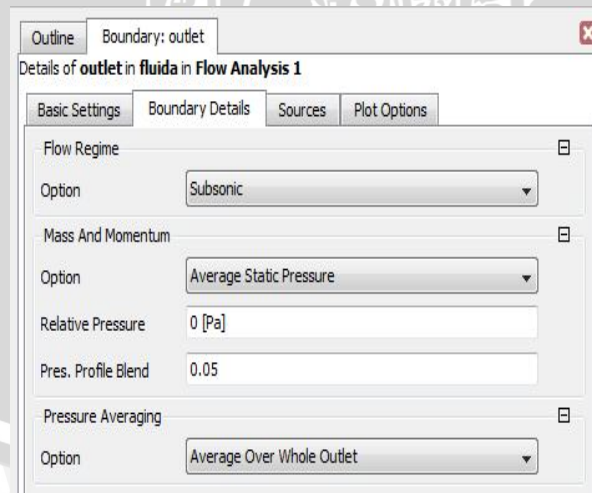 Outline Boundary: outlet
Details of outlet in fluida in Flow Analysis 1
Basic Settings Boundary Details Sources Plot Options
Flow Regime
Option Subsonic
Mass And Momentum
Option Average Static Pressure
Relative Pressure 0 [Pa]
Pres. Profile Blend 0.05
Pressure Averaging
Option Average Over Whole Outlet